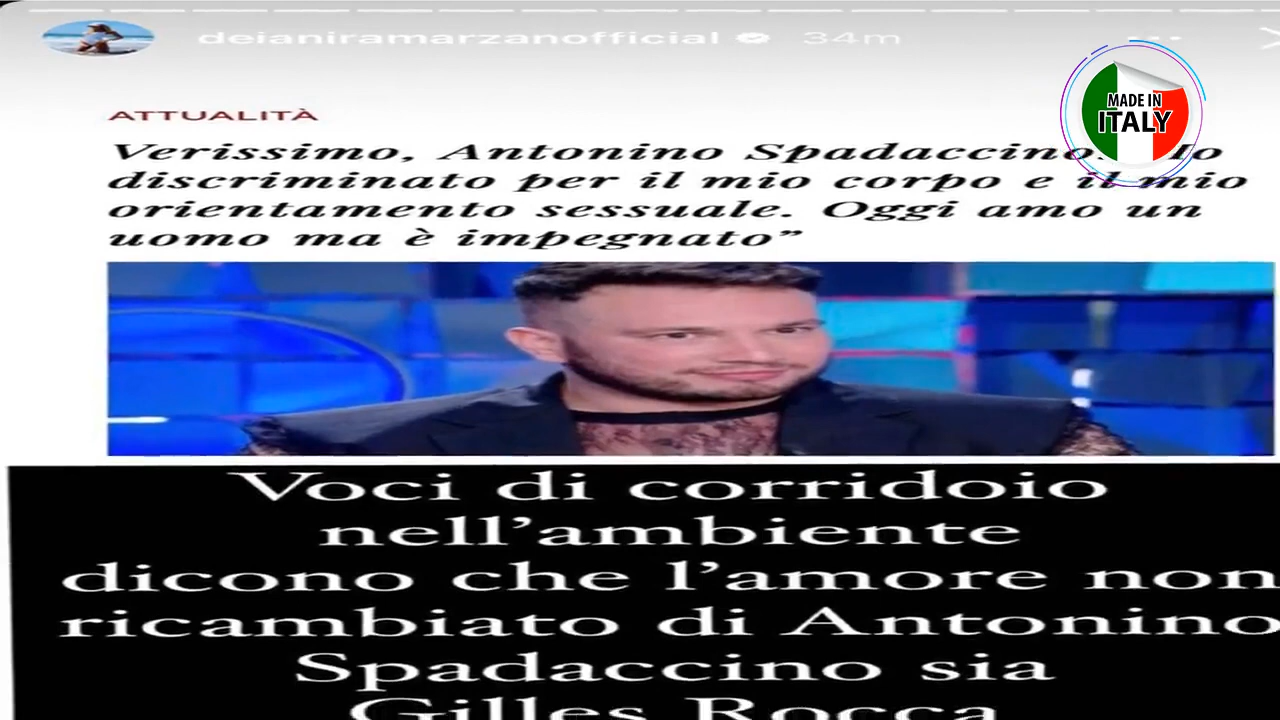 deianiramarzanofficial 34m
MADE IN
ITALY
ATTUALITÀ
Verissimo, Antonino Spadaccino:
discriminato per il mio corpo e il mio
orientamento sessuale. Oggi amo un
uomo ma è impegnato”
Voci di corridoio
nell’ambiente
dicono che l’amore non
ricambiato di Antonino
Spadaccino sia
Gilles Rocca